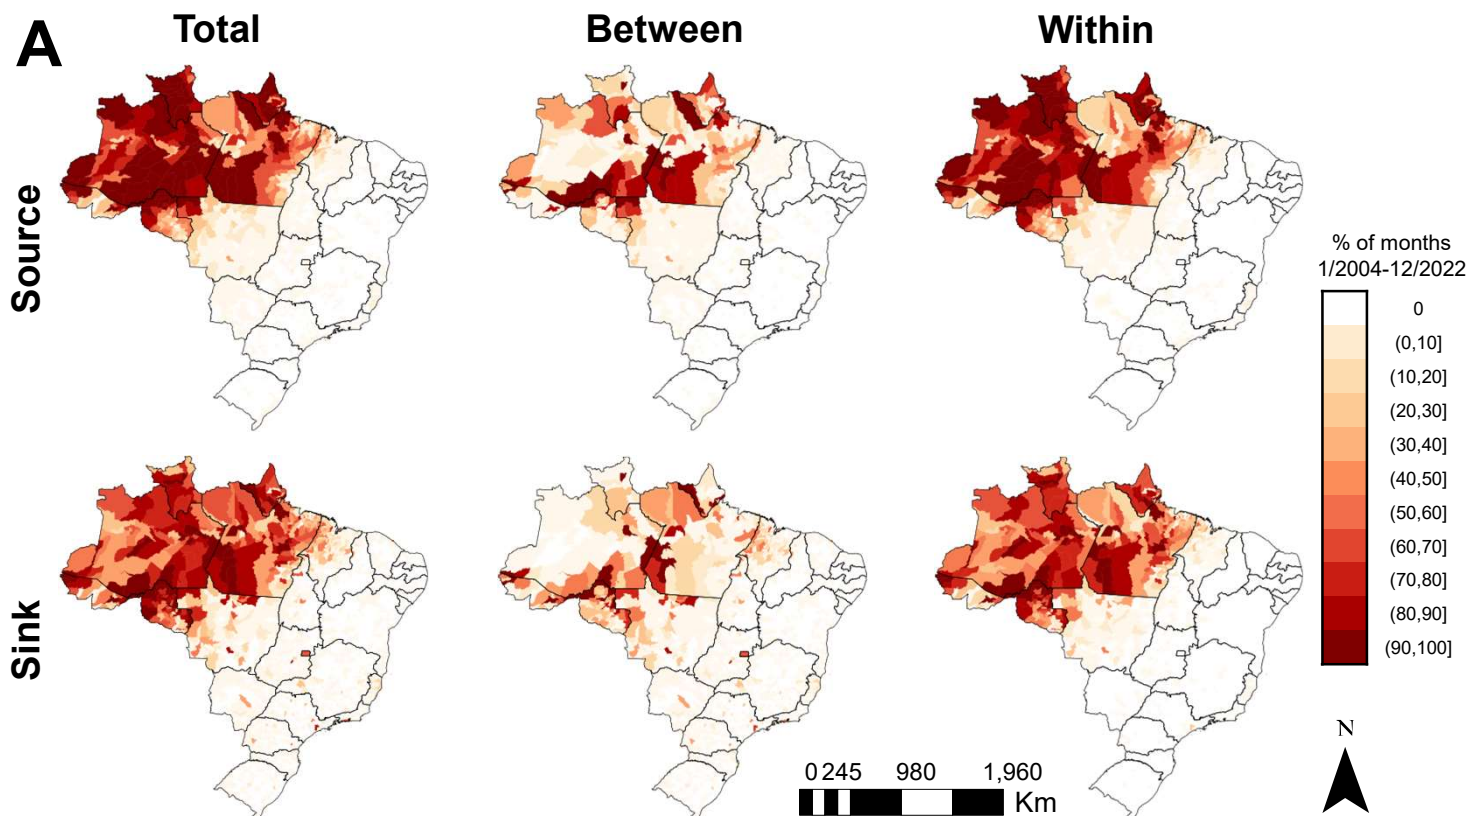 A
Total
Between
Within
Source
Sink
% of months
1/2004-12/2022
0
(0,10]
(10,20]
(20,30]
(30,40]
(40,50]
(50,60]
(60,70]
(70,80]
(80,90]
(90,100]
N
0 245 980 1,960
Km